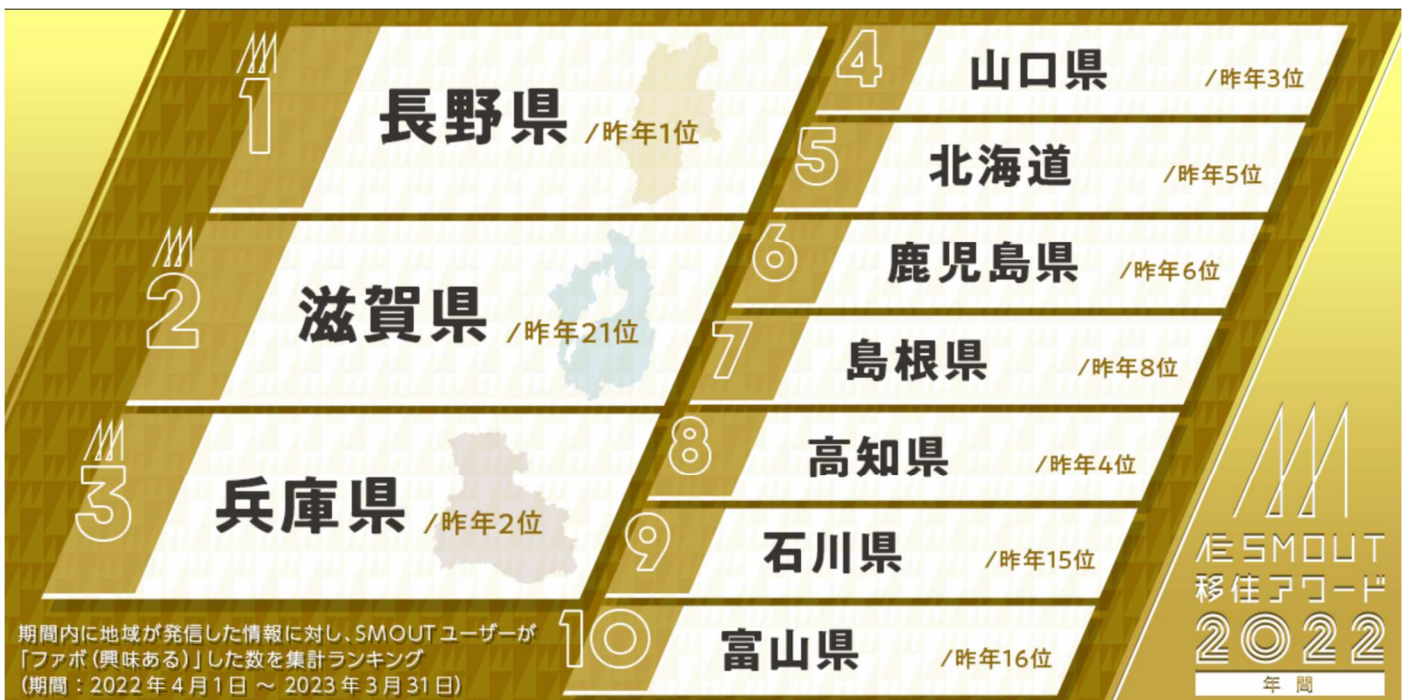 1
長野県 /昨年1位
2
滋賀県 /昨年21位
3
兵庫県 /昨年2位
4
山口県 /昨年3位
5
北海道 /昨年5位
6
鹿児島県 /昨年6位
7
島根県 /昨年8位
8
高知県 /昨年4位
9
石川県 /昨年15位
10
富山県 /昨年16位
期間内に地域が発信した情報に対し、SMOUTユーザーが
「ファボ(興味ある)」した数を集計ランキング
(期間:2022年4月1日 ~ 2023年3月31日)
SMOUT
移住アワード
2022
年間